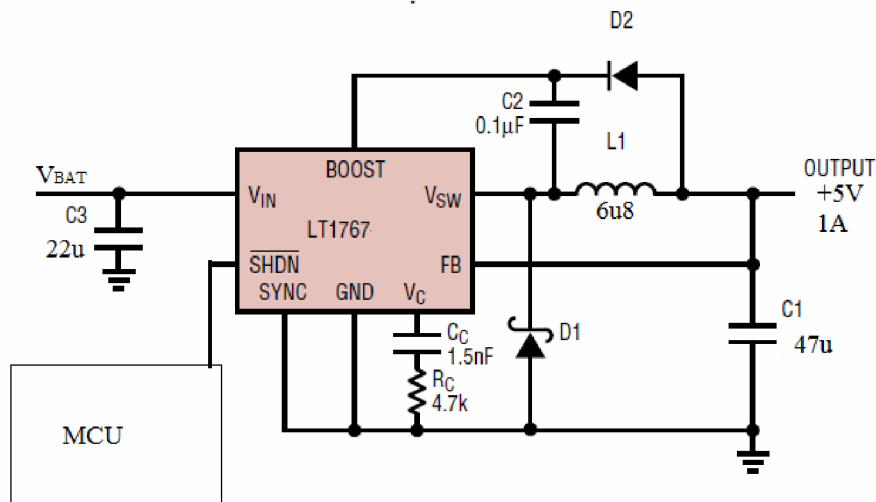 D2
C2
0.1µF
L1
VBAT
BOOST
OUTPUT
+5V
1A
VIN
VSW
6u8
C3
22u
LT1767
SHDN
FB
SYNC
GND
VC
C1
47u
CC
1.5nF
D1
RC
4.7k
MCU